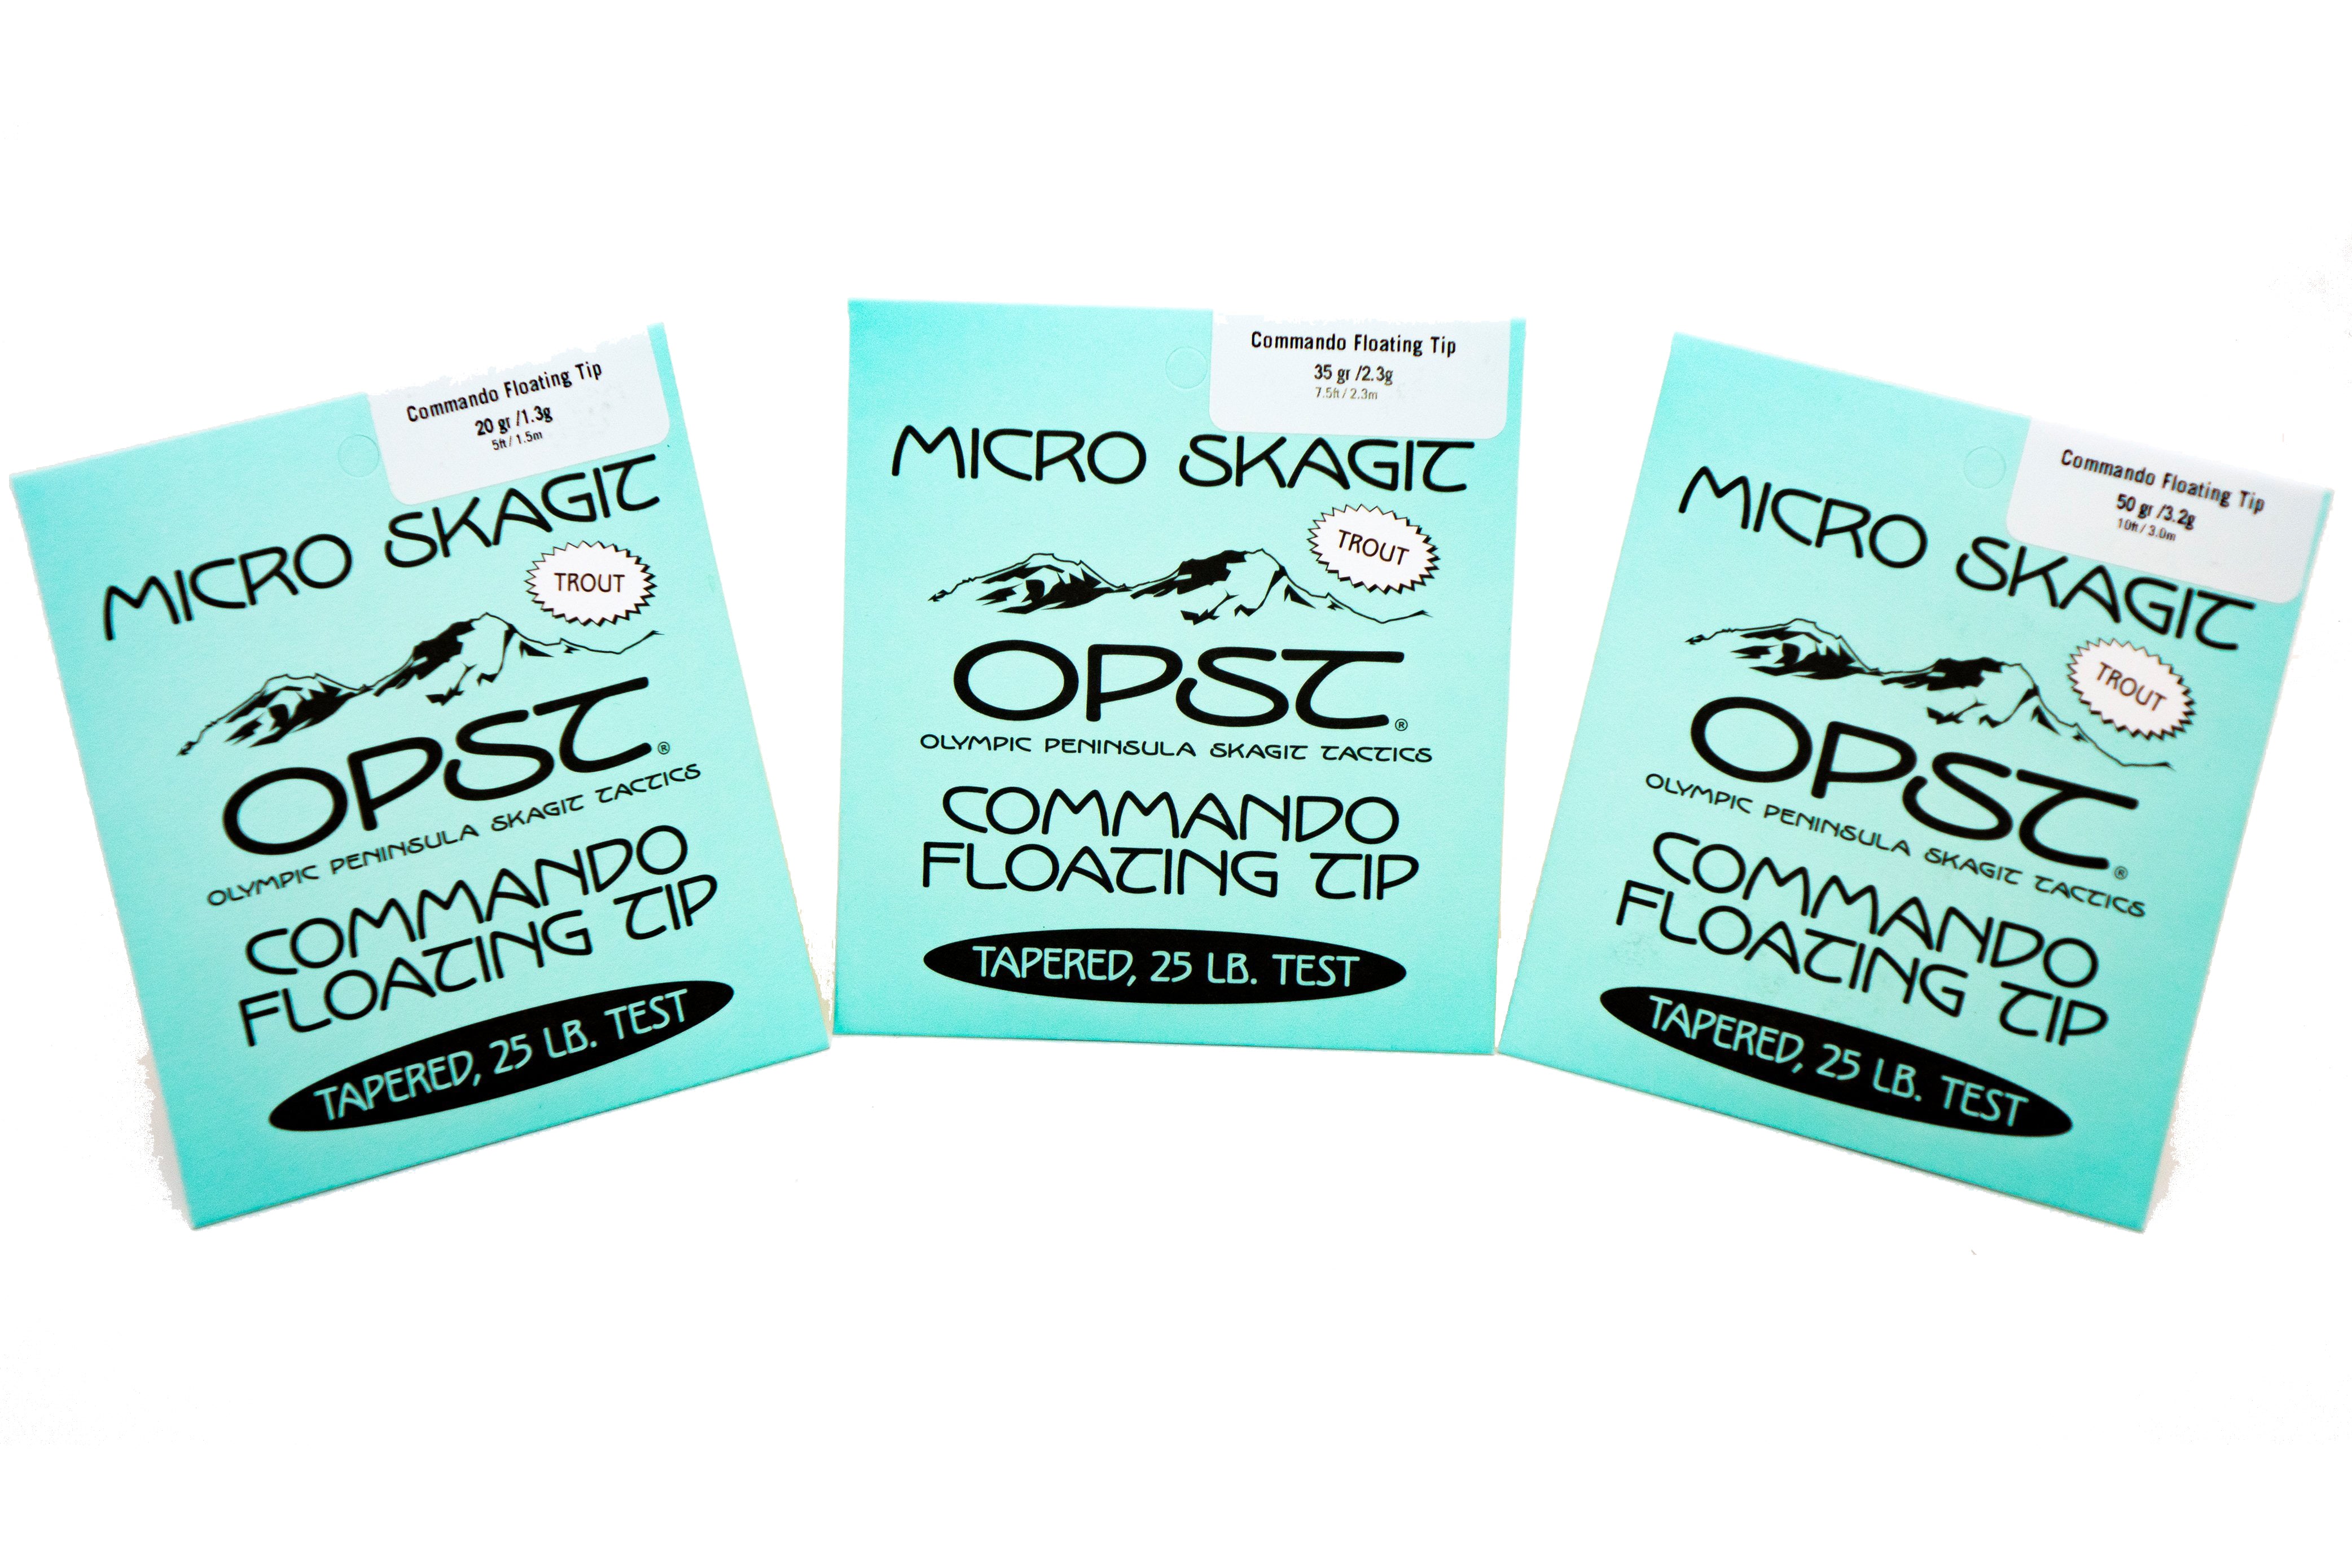 Commando Floating Tip
20 gr /1.3g
5ft / 1.5m
MICRO SKAGIT
TROUT
OPST®
OLYMPIC PENINSULA SKAGIT TACTICS
COMMANDO
FLOATING TIP
TAPERED, 25 LB. TEST
Commando Floating Tip
35 gr /2.3g
7.5ft / 2.3m
MICRO SKAGIT
TROUT
OPST®
OLYMPIC PENINSULA SKAGIT TACTICS
COMMANDO
FLOATING TIP
TAPERED, 25 LB. TEST
Commando Floating Tip
50 gr /3.2g
10ft / 3.0m
MICRO SKAGIT
TROUT
OPST®
OLYMPIC PENINSULA SKAGIT TACTICS
COMMANDO
FLOATING TIP
TAPERED, 25 LB. TEST